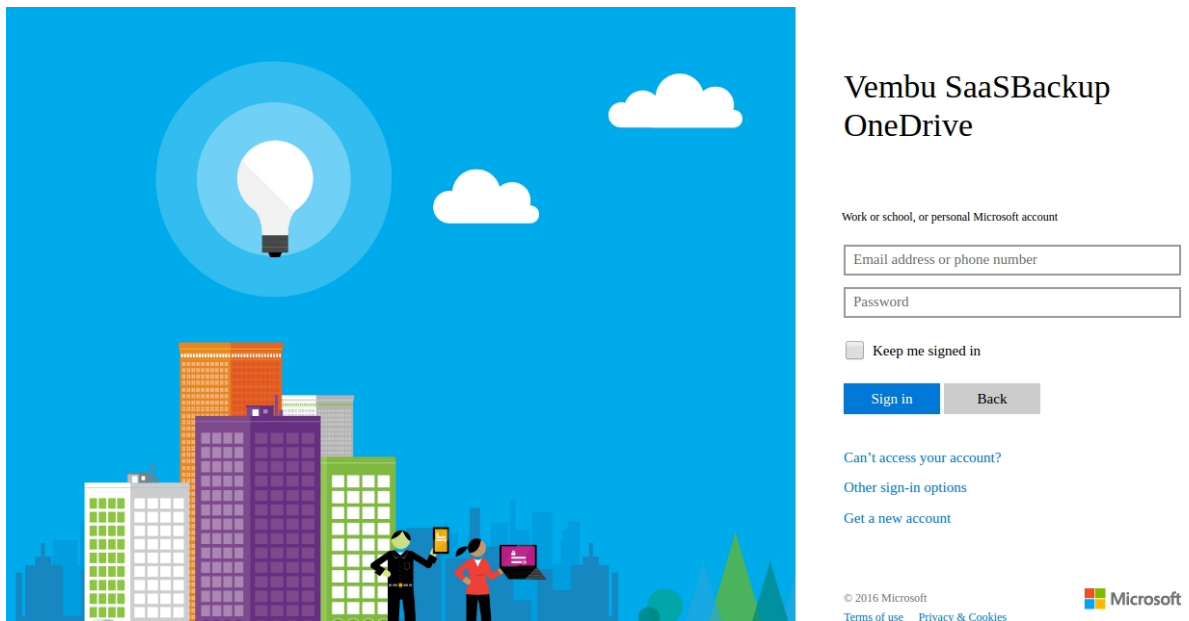 Vembu SaaSBackup
OneDrive
Work or school, or personal Microsoft account
Email address or phone number
Password
Keep me signed in
Sign in Back
Can’t access your account?
Other sign-in options
Get a new account
© 2016 Microsoft
Terms of use Privacy & Cookies
Microsoft